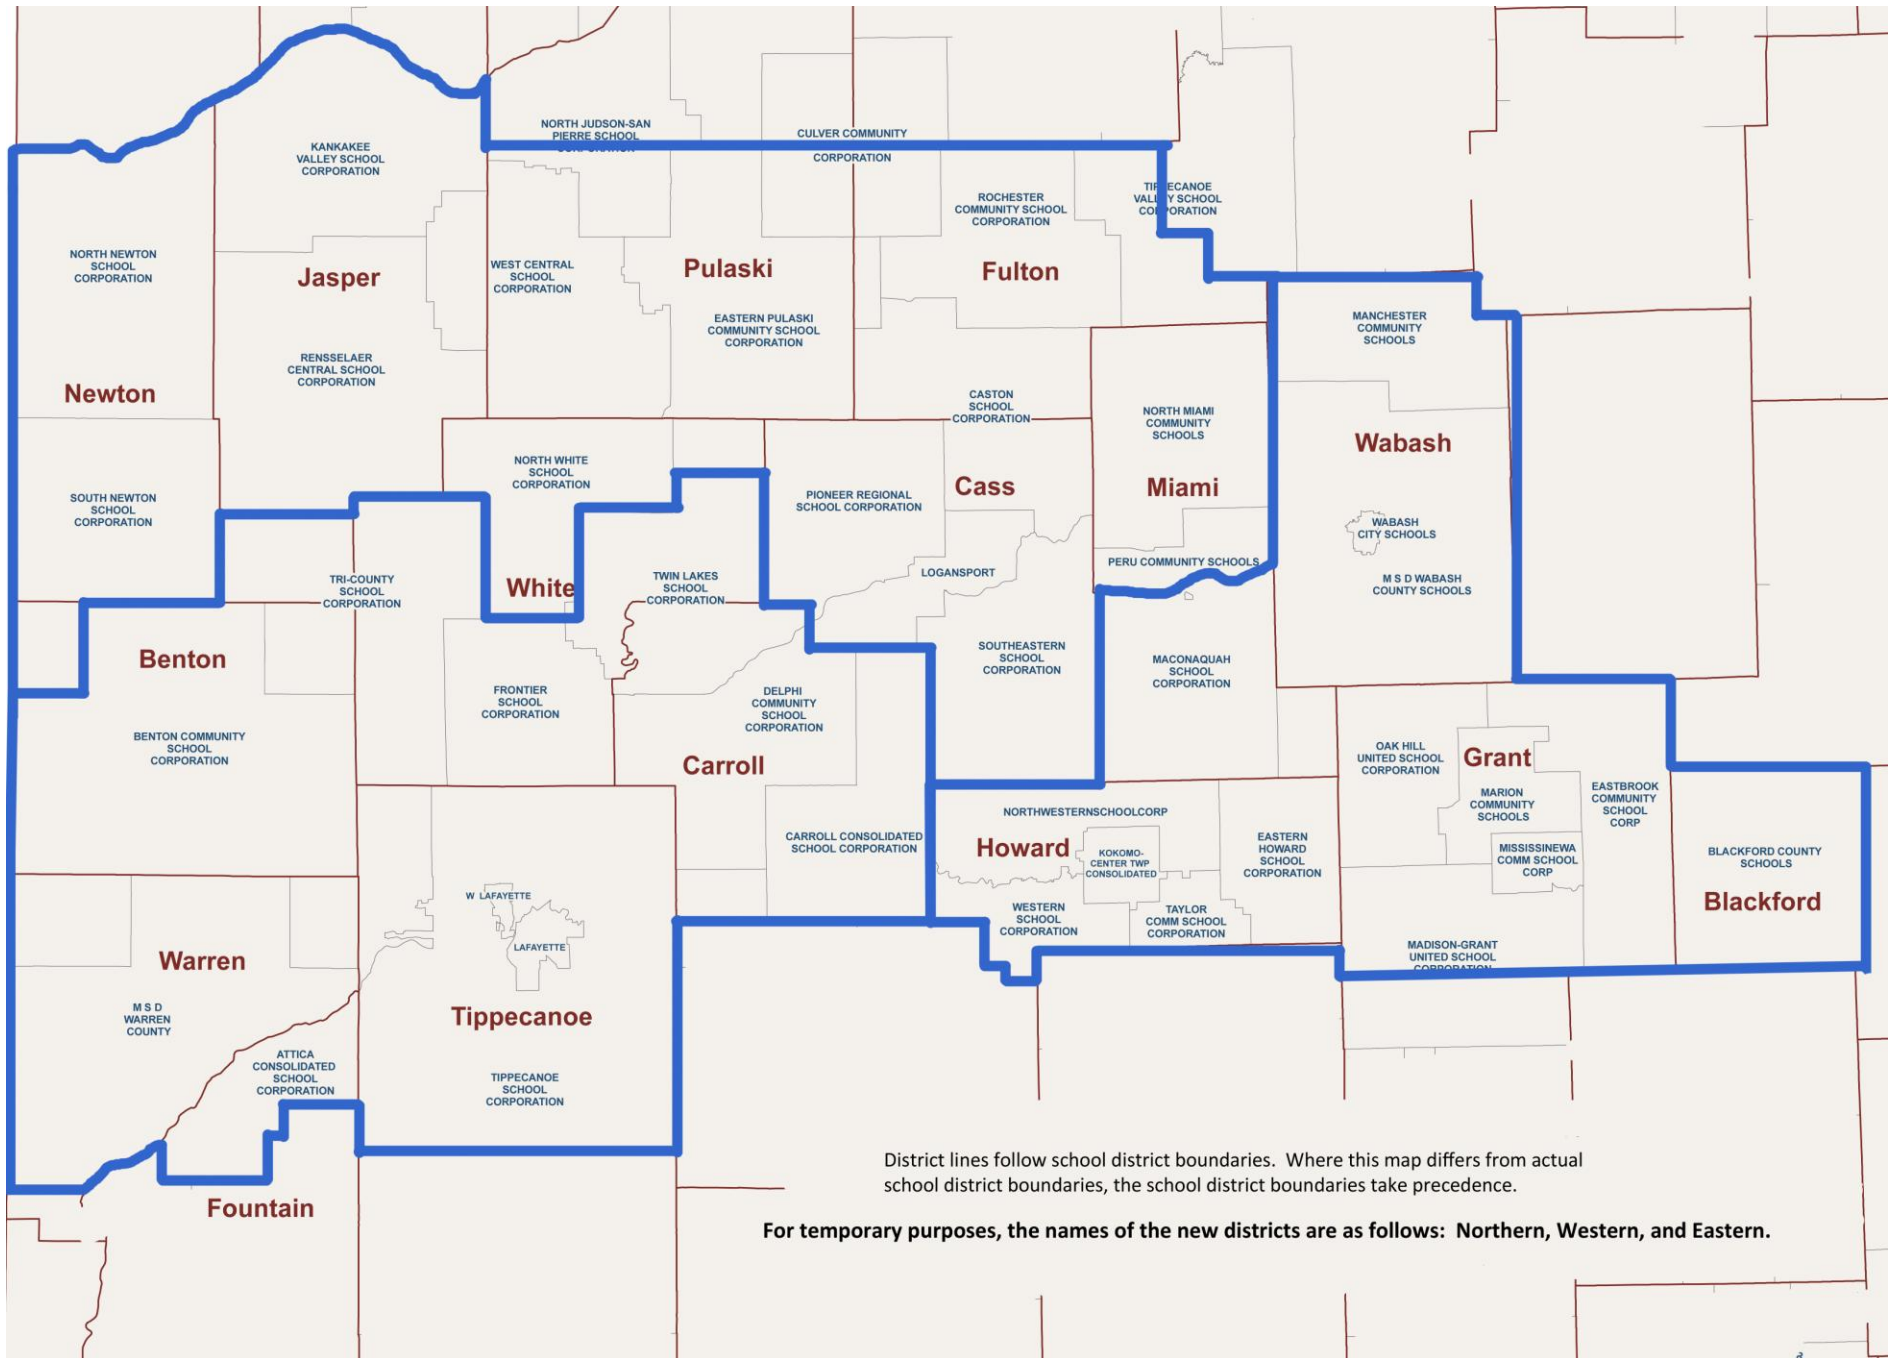 NORTH JUDSON-SAN
PIERRE SCHOOL
CORPORATION
CULVER COMMUNITY
CORPORATION
KANKAKEE
VALLEY SCHOOL
CORPORATION
TIPPECANOE
VALLEY SCHOOL
CORPORATION
ROCHESTER
COMMUNITY SCHOOL
CORPORATION
NORTH NEWTON
SCHOOL
CORPORATION
Jasper
WEST CENTRAL
SCHOOL
CORPORATION
Pulaski
Fulton
EASTERN PULASKI
COMMUNITY SCHOOL
CORPORATION
MANCHESTER
COMMUNITY
SCHOOLS
RENSSELAER
CENTRAL SCHOOL
CORPORATION
Newton
CASTON
SCHOOL
CORPORATION
NORTH MIAMI
COMMUNITY
SCHOOLS
Wabash
NORTH WHITE
SCHOOL
CORPORATION
Cass
Miami
SOUTH NEWTON
SCHOOL
CORPORATION
PIONEER REGIONAL
SCHOOL CORPORATION
WABASH
CITY SCHOOLS
PERU COMMUNITY SCHOOLS
LOGANSPORT
TRI-COUNTY
SCHOOL
CORPORATION
White
TWIN LAKES
SCHOOL
CORPORATION
M S D WABASH
COUNTY SCHOOLS
Benton
SOUTHEASTERN
SCHOOL
CORPORATION
MACONAQUAH
SCHOOL
CORPORATION
FRONTIER
SCHOOL
CORPORATION
DELPHI
COMMUNITY
SCHOOL
CORPORATION
BENTON COMMUNITY
SCHOOL
CORPORATION
Carroll
OAK HILL
UNITED SCHOOL
CORPORATION
Grant
MARION
COMMUNITY
SCHOOLS
EASTBROOK
COMMUNITY
SCHOOL
CORP
NORTHWESTERNSCHOOLCORP
CARROLL CONSOLIDATED
SCHOOL CORPORATION
Howard
KOKOMO-
CENTER TWP
CONSOLIDATED
EASTERN
HOWARD
SCHOOL
CORPORATION
MISSISSINEWA
COMM SCHOOL
CORP
BLACKFORD COUNTY
SCHOOLS
Blackford
W LAFAYETTE
LAFAYETTE
WESTERN
SCHOOL
CORPORATION
TAYLOR
COMM SCHOOL
CORPORATION
MADISON-GRANT
UNITED SCHOOL
CORPORATION
Warren
M S D
WARREN
COUNTY
Tippecanoe
ATTICA
CONSOLIDATED
SCHOOL
CORPORATION
TIPPECANOE
SCHOOL
CORPORATION
Fountain
District lines follow school district boundaries. Where this map differs from actual
school district boundaries, the school district boundaries take precedence.
For temporary purposes, the names of the new districts are as follows: Northern, Western, and Eastern.